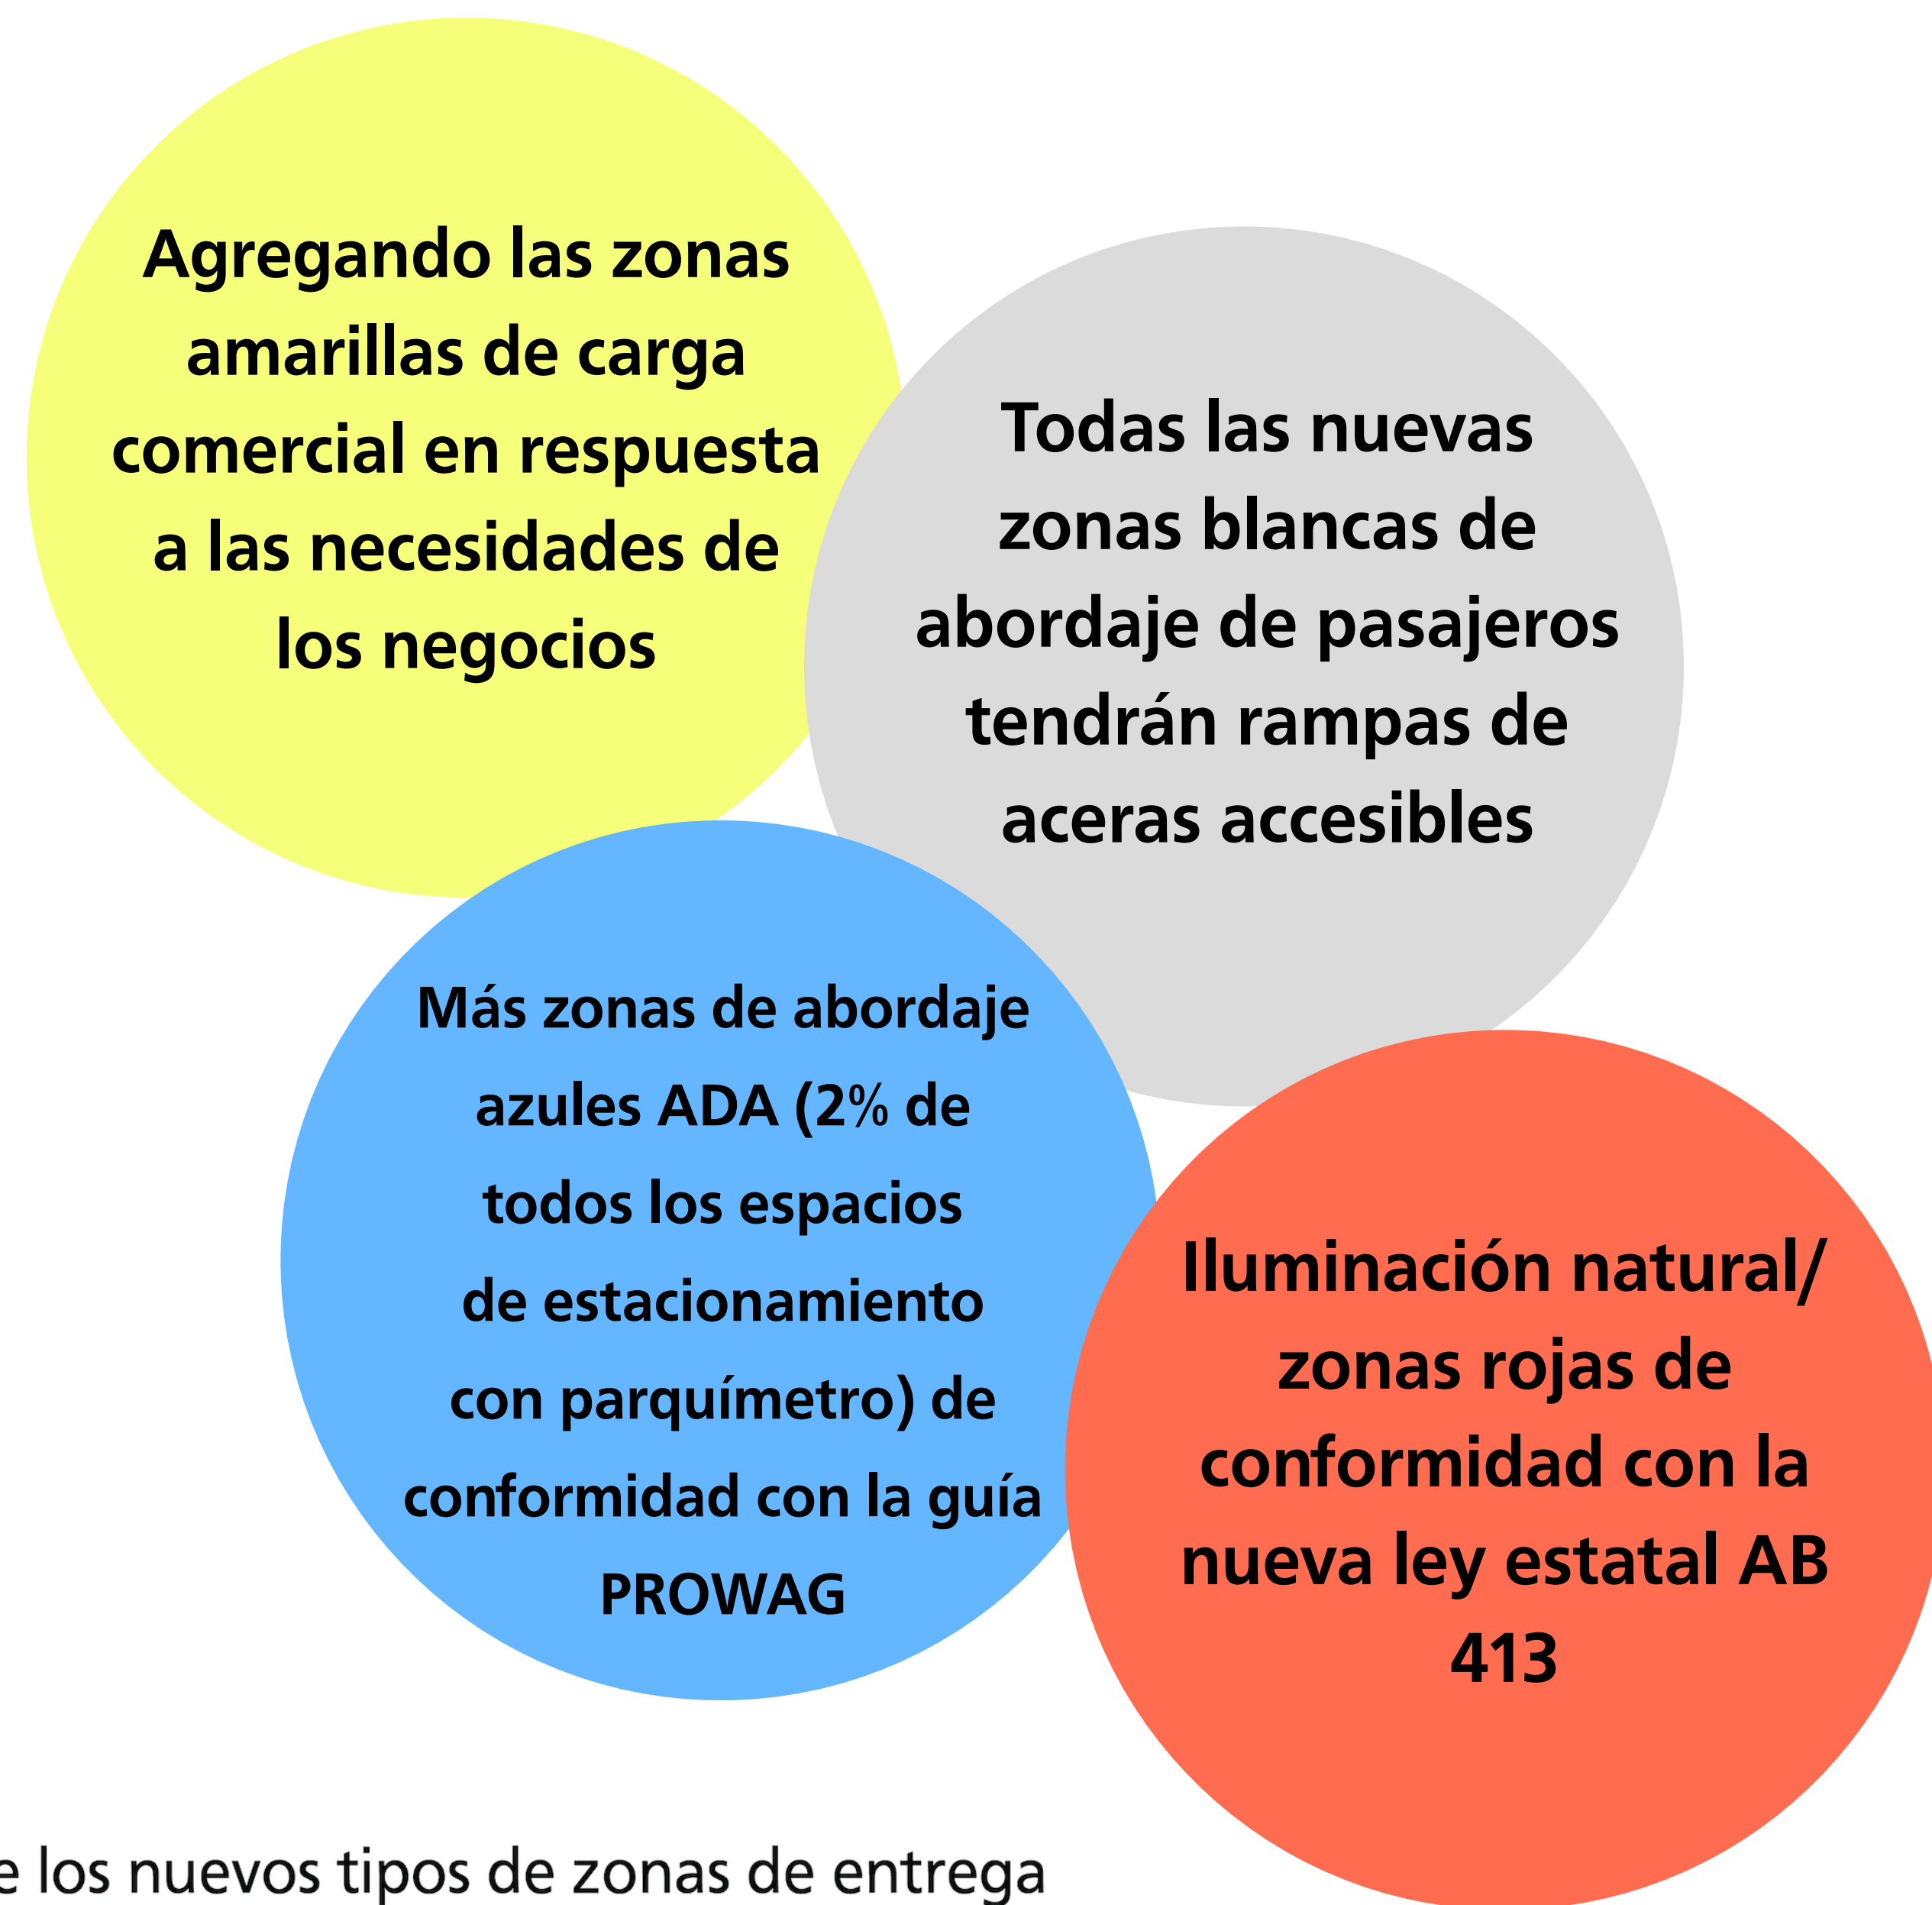 Agregando las zonas
amarillas de carga
comercial en respuesta
a las necesidades de
los negocios
Todas las nuevas
zonas blancas de
abordaje de pasajeros
tendrán rampas de
aceras accesibles
Más zonas de abordaje
azules ADA (2% de
todos los espacios
de estacionamiento
con parquímetro) de
conformidad con la guía
PROWAG
Iluminación natural/
zonas rojas de
conformidad con la
nueva ley estatal AB
413
los nuevos tipos de zonas de entrega